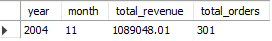 year month total_revenue total_orders
2004 11 1089048.01 301